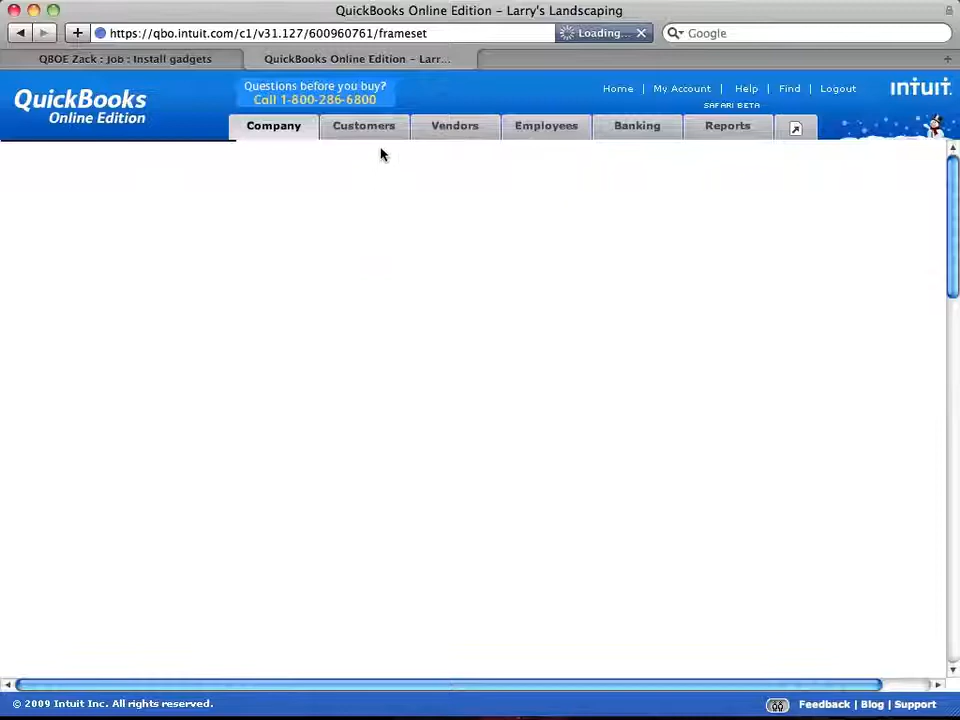 QuickBooks Online Edition - Larry's Landscaping
https://qbo.intuit.com/c1/v31.127/600960761/frameset
Loading...
Google
QBOE Zack : Job : Install gadgets
QuickBooks Online Edition - Larr...
QuickBooks
Online Edition
Questions before you buy?
Call 1-800-286-6800
Home | My Account | Help | Find | Logout
SAFARI BETA
intuit.
Company
Customers
Vendors
Employees
Banking
Reports
© 2009 Intuit Inc. All rights reserved.
Feedback | Blog | Support